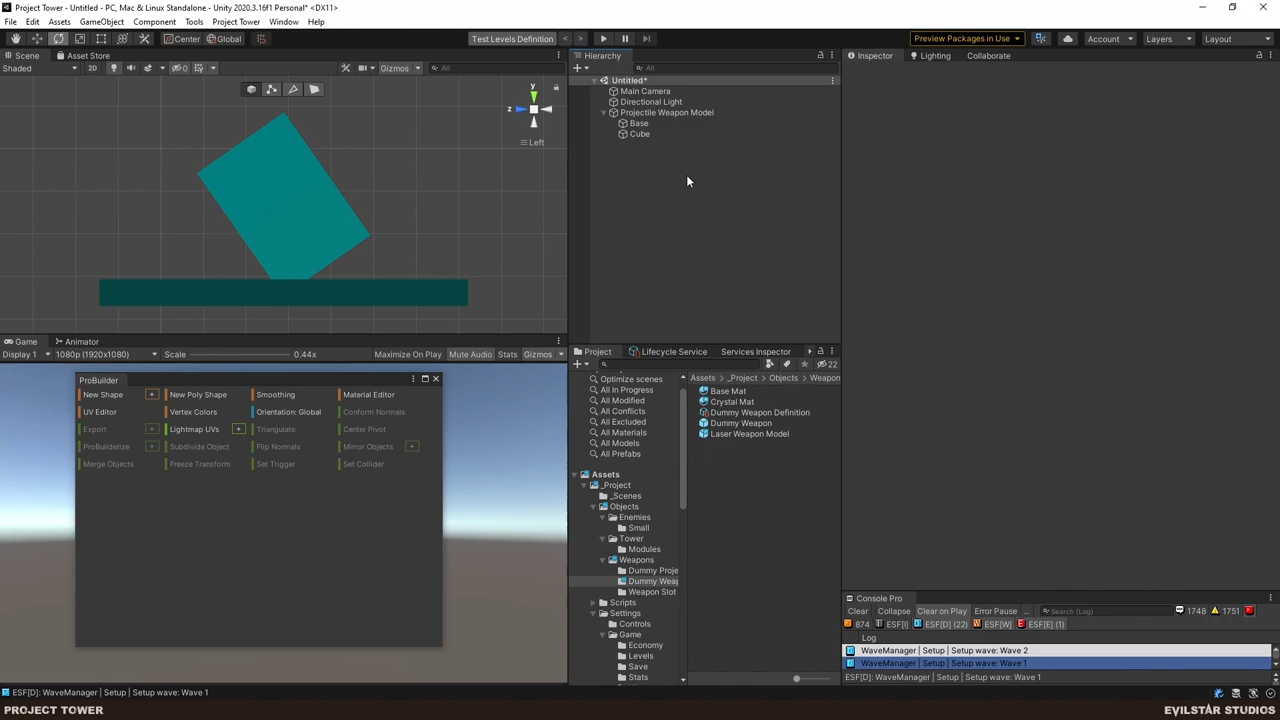 Project Tower - Untitled - PC, Mac & Linux Standalone - Unity 2020.3.16f1 Personal* <DX11>
File Edit Assets GameObject Component Tools Project Tower Window Help
Center Global Test Levels Definition Preview Packages in Use Account Layers Layout
Scene Asset Store Hierarchy Inspector Lighting Collaborate
Shaded 2D 0 Gizmos All All
Untitled*
Main Camera
Directional Light
Projectile Weapon Model
Base
Cube
y
z
Left
Game Animator
Display 1 1080p (1920x1080) Scale 0.44x Maximize On Play Mute Audio Stats Gizmos
ProBuilder
New Shape + New Poly Shape Smoothing Material Editor
UV Editor Vertex Colors Orientation: Global Conform Normals
Export + Lightmap UVs + Triangulate Center Pivot
ProBuilderize + Subdivide Object Flip Normals Mirror Objects +
Merge Objects Freeze Transform Set Trigger Set Collider
Project Lifecycle Service Services Inspector
22
Optimize scenes
All In Progress
All Modified
All Conflicts
All Excluded
All Materials
All Models
All Prefabs
Assets
_Project
_Scenes
Objects
Enemies
Small
Tower
Modules
Weapons
Dummy Proje
Dummy Weap
Weapon Slot
Scripts
Settings
Controls
Game
Economy
Levels
Save
Stats
Assets _Project Objects Weapon
Base Mat
Crystal Mat
Dummy Weapon Definition
Dummy Weapon
Laser Weapon Model
Console Pro
Clear Collapse Clear on Play Error Pause ... Search (Log) 1748 1751
874 ESF[I] ESF[D] (22) ESF[W] ESF[E] (1)
Log
WaveManager | Setup | Setup wave: Wave 2
WaveManager | Setup | Setup wave: Wave 1
ESF[D]: WaveManager | Setup | Setup wave: Wave 1
ESF[D]: WaveManager | Setup | Setup wave: Wave 1
PROJECT TOWER EVILSTAR STUDIOS